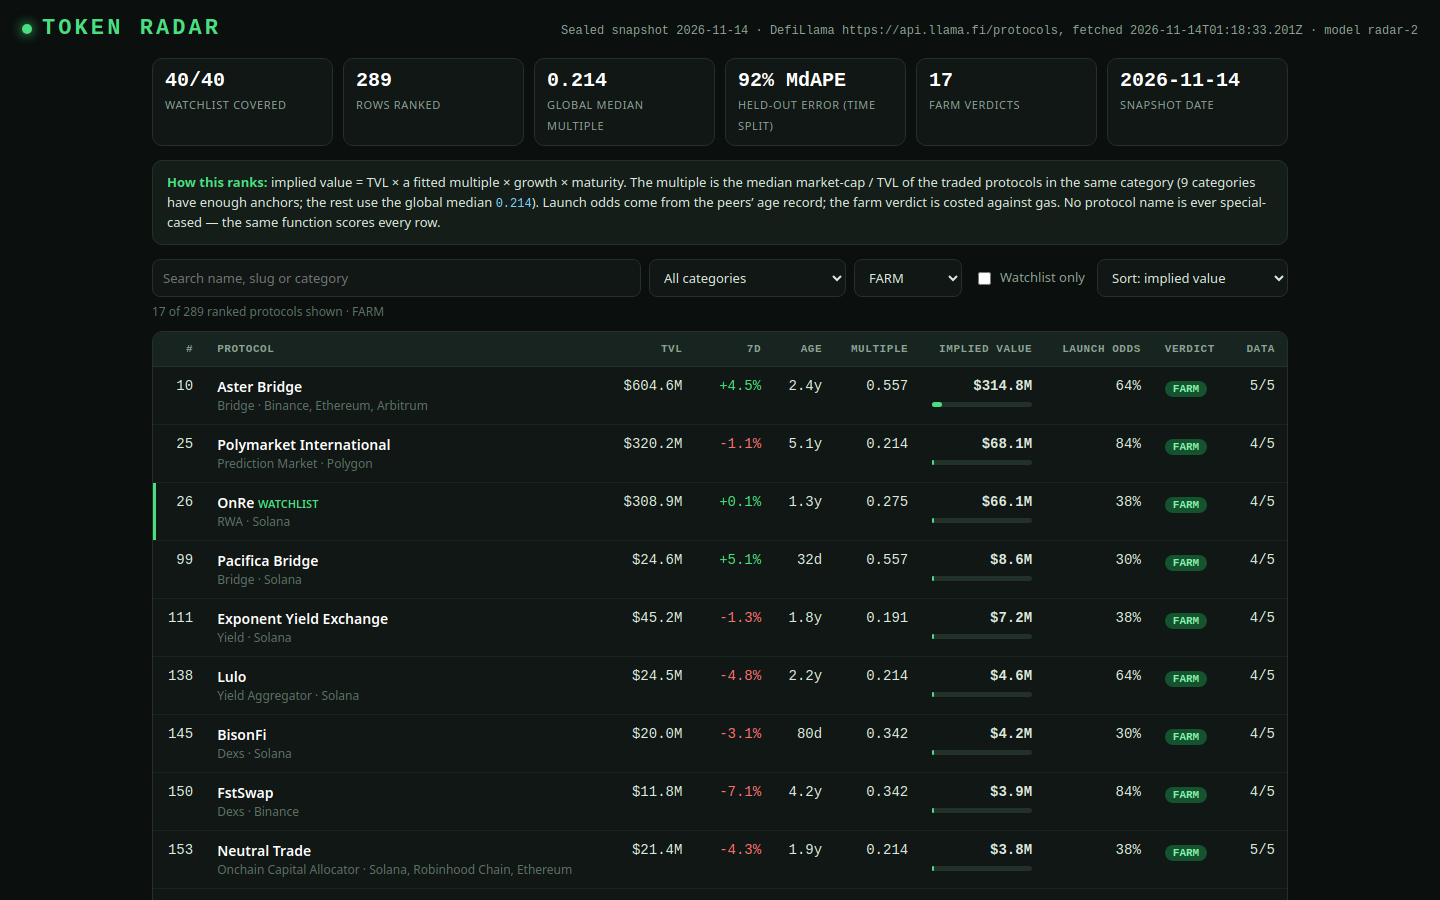 TOKEN RADAR
Sealed snapshot 2026-11-14 · DefiLlama https://api.llama.fi/protocols, fetched 2026-11-14T01:18:33.201Z · model radar-2
40/40
WATCHLIST COVERED
289
ROWS RANKED
0.214
GLOBAL MEDIAN
MULTIPLE
92% MdAPE
HELD-OUT ERROR (TIME
SPLIT)
17
FARM VERDICTS
2026-11-14
SNAPSHOT DATE
How this ranks: implied value = TVL × a fitted multiple × growth × maturity. The multiple is the median market-cap / TVL of the traded protocols in the same category (9 categories
have enough anchors; the rest use the global median 0.214). Launch odds come from the peers’ age record; the farm verdict is costed against gas. No protocol name is ever special-
cased — the same function scores every row.
Search name, slug or category All categories FARM Watchlist only Sort: implied value
17 of 289 ranked protocols shown · FARM
# PROTOCOL TVL 7D AGE MULTIPLE IMPLIED VALUE LAUNCH ODDS VERDICT DATA
10 Aster Bridge $604.6M +4.5% 2.4y 0.557 $314.8M 64% FARM 5/5
Bridge · Binance, Ethereum, Arbitrum
25 Polymarket International $320.2M -1.1% 5.1y 0.214 $68.1M 84% FARM 4/5
Prediction Market · Polygon
26 OnRe WATCHLIST $308.9M +0.1% 1.3y 0.275 $66.1M 38% FARM 4/5
RWA · Solana
99 Pacifica Bridge $24.6M +5.1% 32d 0.557 $8.6M 30% FARM 4/5
Bridge · Solana
111 Exponent Yield Exchange $45.2M -1.3% 1.8y 0.191 $7.2M 38% FARM 4/5
Yield · Solana
138 Lulo $24.5M -4.8% 2.2y 0.214 $4.6M 64% FARM 4/5
Yield Aggregator · Solana
145 BisonFi $20.0M -3.1% 80d 0.342 $4.2M 30% FARM 4/5
Dexs · Solana
150 FstSwap $11.8M -7.1% 4.2y 0.342 $3.9M 84% FARM 4/5
Dexs · Binance
153 Neutral Trade $21.4M -4.3% 1.9y 0.214 $3.8M 38% FARM 5/5
Onchain Capital Allocator · Solana, Robinhood Chain, Ethereum